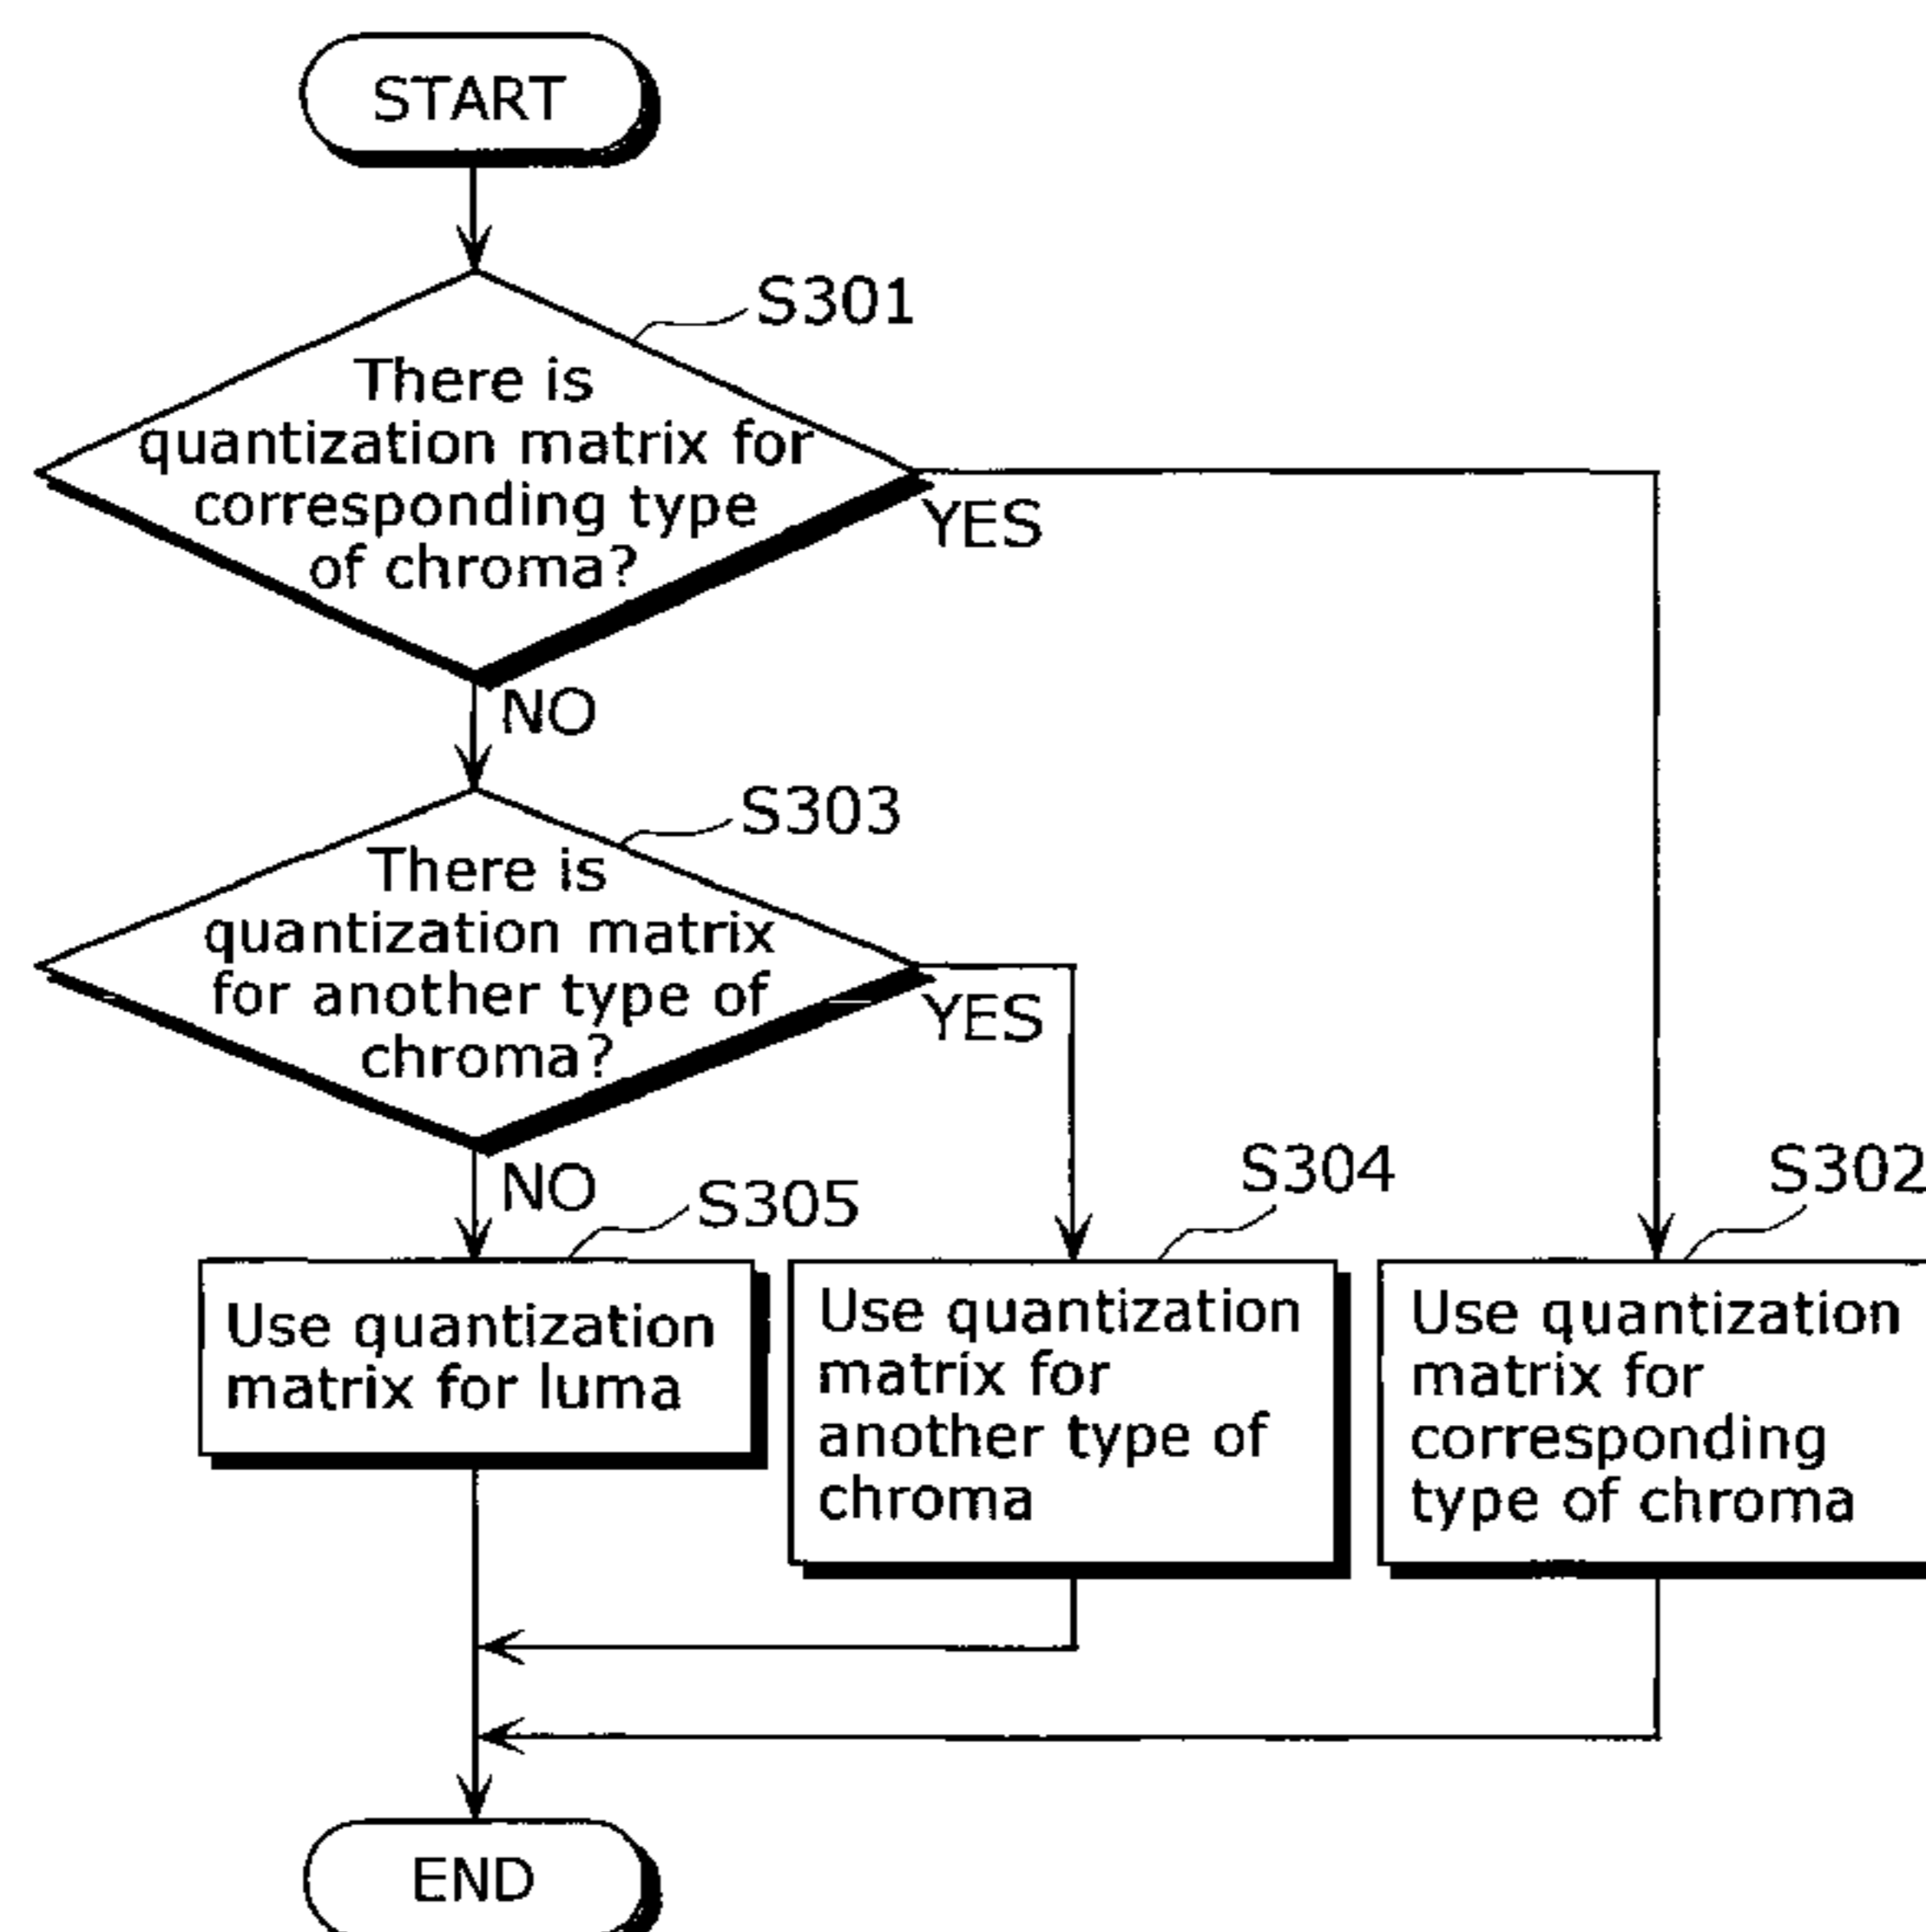 START
S301
There is
quantization matrix for
corresponding type
of chroma?
YES
NO
S303
There is
quantization matrix
for another type of
chroma?
YES
NO
S305
S304
S302
Use quantization
matrix for luma
Use quantization
matrix for
another type of
chroma
Use quantization
matrix for
corresponding
type of chroma
END